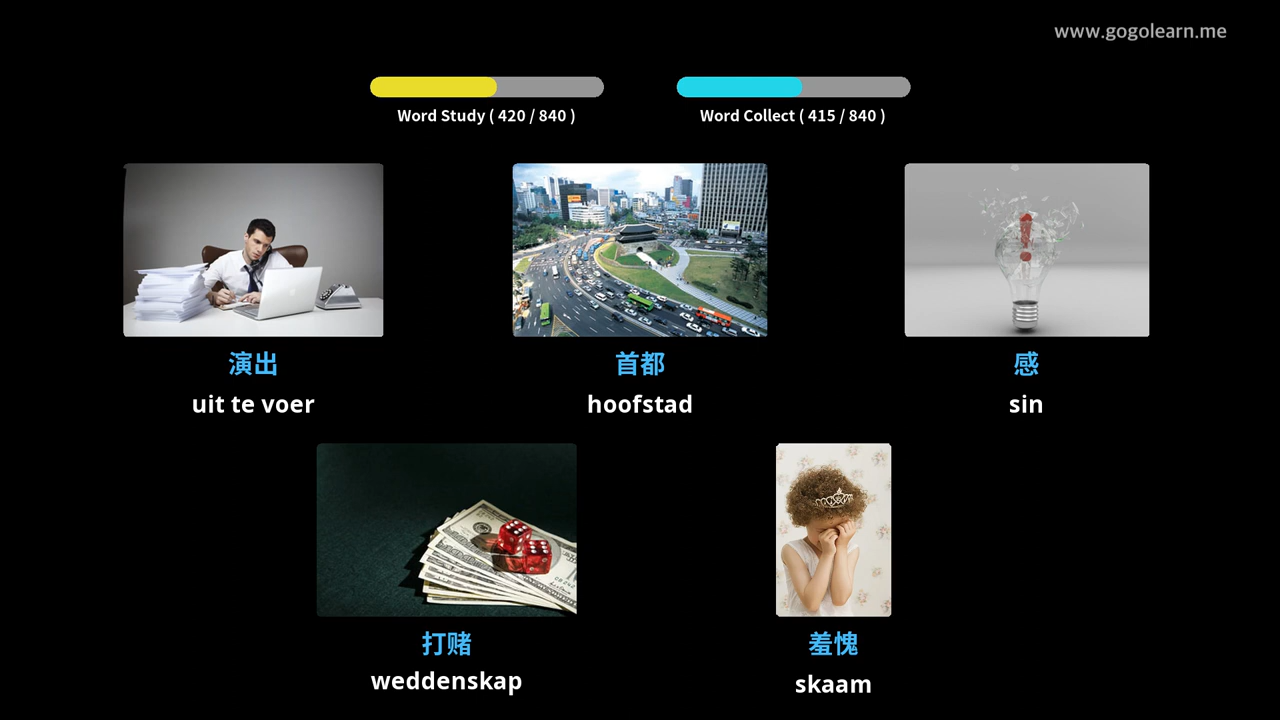 www.gogolearn.me
Word Study ( 420 / 840 )
Word Collect ( 415 / 840 )
演出
uit te voer
首都
hoofstad
感
sin
打赌
weddenskap
羞愧
skaam